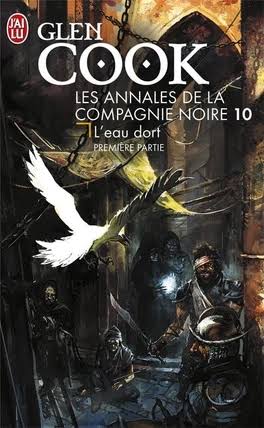 J'AI
LU
GLEN
COOK
LES ANNALES DE LA
COMPAGNIE NOIRE 10
L'eau dort
PREMIÈRE PARTIE